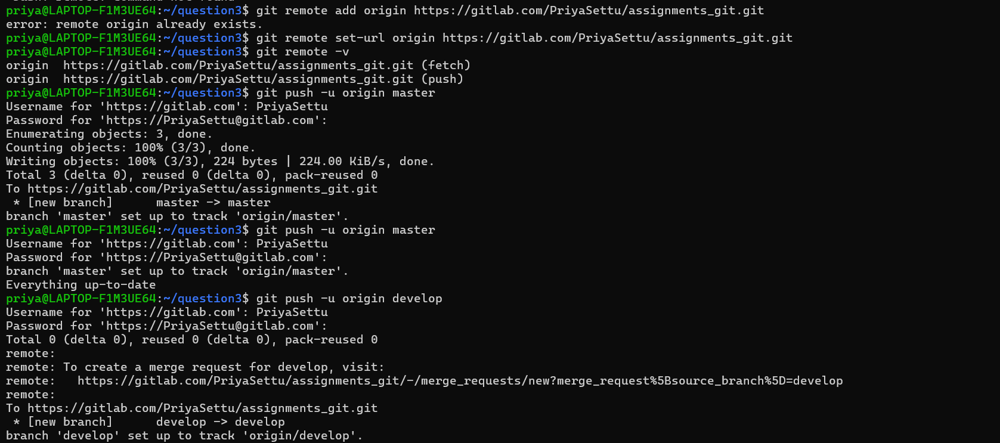 priya@LAPTOP-F1M3UE64:~/question3$ git remote add origin https://gitlab.com/PriyaSettu/assignments_git.git
error: remote origin already exists.
priya@LAPTOP-F1M3UE64:~/question3$ git remote set-url origin https://gitlab.com/PriyaSettu/assignments_git.git
priya@LAPTOP-F1M3UE64:~/question3$ git remote -v
origin  https://gitlab.com/PriyaSettu/assignments_git.git (fetch)
origin  https://gitlab.com/PriyaSettu/assignments_git.git (push)
priya@LAPTOP-F1M3UE64:~/question3$ git push -u origin master
Username for 'https://gitlab.com': PriyaSettu
Password for 'https://PriyaSettu@gitlab.com':
Enumerating objects: 3, done.
Counting objects: 100% (3/3), done.
Writing objects: 100% (3/3), 224 bytes | 224.00 KiB/s, done.
Total 3 (delta 0), reused 0 (delta 0), pack-reused 0
To https://gitlab.com/PriyaSettu/assignments_git.git
 * [new branch]      master -> master
branch 'master' set up to track 'origin/master'.
priya@LAPTOP-F1M3UE64:~/question3$ git push -u origin master
Username for 'https://gitlab.com': PriyaSettu
Password for 'https://PriyaSettu@gitlab.com':
branch 'master' set up to track 'origin/master'.
Everything up-to-date
priya@LAPTOP-F1M3UE64:~/question3$ git push -u origin develop
Username for 'https://gitlab.com': PriyaSettu
Password for 'https://PriyaSettu@gitlab.com':
Total 0 (delta 0), reused 0 (delta 0), pack-reused 0
remote:
remote: To create a merge request for develop, visit:
remote:   https://gitlab.com/PriyaSettu/assignments_git/-/merge_requests/new?merge_request%5Bsource_branch%5D=develop
remote:
To https://gitlab.com/PriyaSettu/assignments_git.git
 * [new branch]      develop -> develop
branch 'develop' set up to track 'origin/develop'.